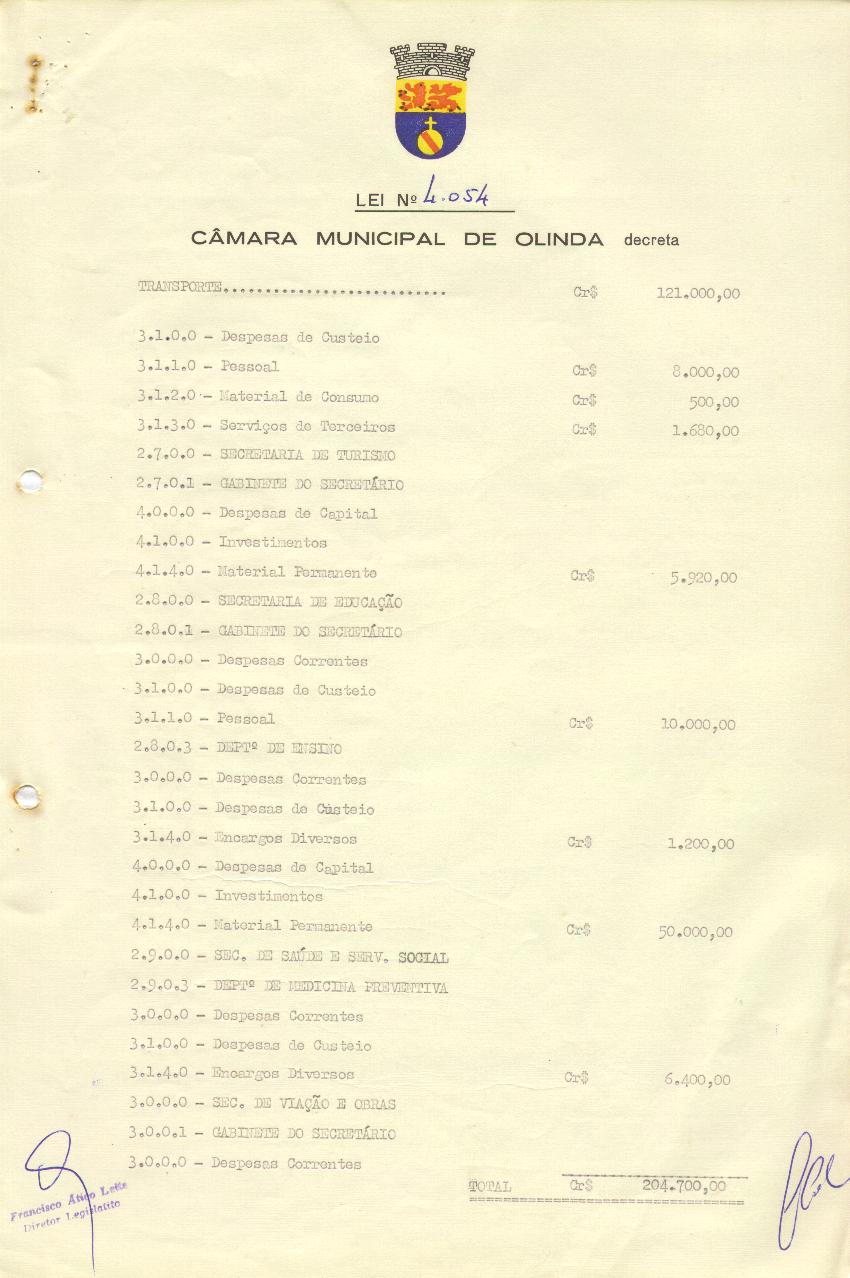 LEI Nº 4.054
CÂMARA MUNICIPAL DE OLINDA decreta
TRANSPORTE........................... Cr$ 121.000,00
3.1.0.0 - Despesas de Custeio
3.1.1.0 - Pessoal Cr$ 8.000,00
3.1.2.0 - Material de Consumo Cr$ 500,00
3.1.3.0 - Serviços de Terceiros Cr$ 1.680,00
2.7.0.0 - SECRETARIA DE TURISMO
2.7.0.1 - GABINETE DO SECRETÁRIO
4.0.0.0 - Despesas de Capital
4.1.0.0 - Investimentos
4.1.4.0 - Material Permanente Cr$ 5.920,00
2.8.0.0 - SECRETARIA DE EDUCAÇÃO
2.8.0.1 - GABINETE DO SECRETÁRIO
3.0.0.0 - Despesas Correntes
3.1.0.0 - Despesas de Custeio
3.1.1.0 - Pessoal Cr$ 10.000,00
2.8.0.3 - DEPTº DE ENSINO
3.0.0.0 - Despesas Correntes
3.1.0.0 - Despesas de Custeio
3.1.4.0 - Encargos Diversos Cr$ 1.200,00
4.0.0.0 - Despesas de Capital
4.1.0.0 - Investimentos
4.1.4.0 - Material Permanente Cr$ 50.000,00
2.9.0.0 - SEC. DE SAÚDE E SERV. SOCIAL
2.9.0.3 - DEPTº DE MEDICINA PREVENTIVA
3.0.0.0 - Despesas Correntes
3.1.0.0 - Despesas de Custeio
3.1.4.0 - Encargos Diversos Cr$ 6.400,00
3.0.0.0 - SEC. DE VIAÇÃO E OBRAS
3.0.0.1 - GABINETE DO SECRETÁRIO
3.0.0.0 - Despesas Correntes
TOTAL Cr$ 204.700,00
Francisco Ático Leite
Diretor Legislatito